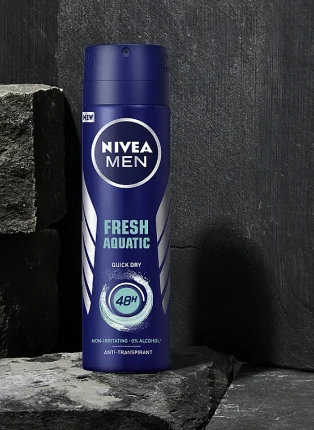 NEW
NIVEA
MEN
FRESH
AQUATIC
QUICK DRY
48H
NON-IRRITATING • 0% ALCOHOL*
ANTI-TRANSPIRANT